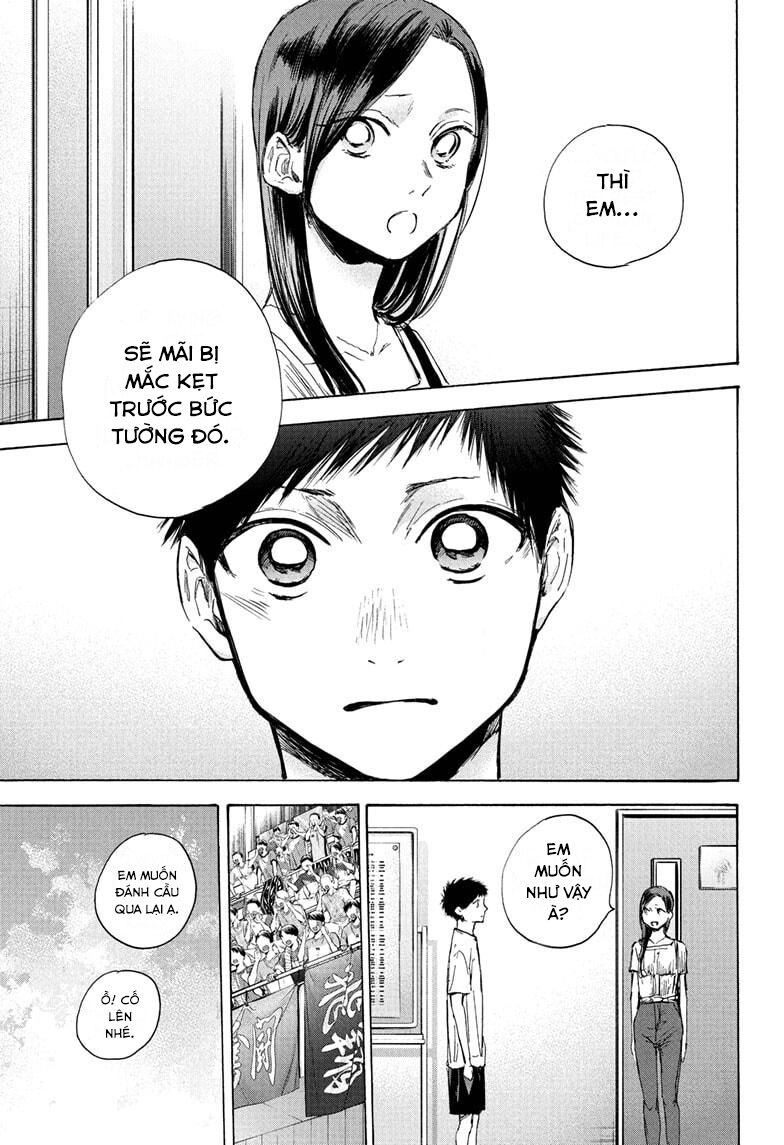 THÌ
EM...
SẼ MÃI BỊ
MẮC KẸT
TRƯỚC BỨC
TƯỜNG ĐÓ.
EM
MUỐN
NHƯ VẬY
À?
EM MUỐN
ĐÁNH CẦU
QUA LẠI Ạ.
Ồ! CỐ
LÊN
NHÉ.